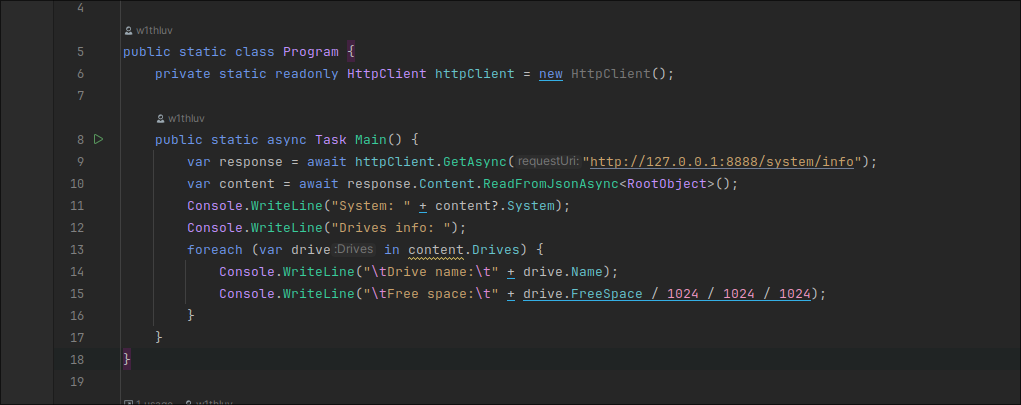 4
w1thluv
5 public static class Program {
6 private static readonly HttpClient httpClient = new HttpClient();
7
w1thluv
8 public static async Task Main() {
9 var response = await httpClient.GetAsync( requestUri: "http://127.0.0.1:8888/system/info");
10 var content = await response.Content.ReadFromJsonAsync<RootObject>();
11 Console.WriteLine("System: " + content?.System);
12 Console.WriteLine("Drives info: ");
13 foreach (var drive :Drives in content.Drives) {
14 Console.WriteLine("\tDrive name:\t" + drive.Name);
15 Console.WriteLine("\tFree space:\t" + drive.FreeSpace / 1024 / 1024 / 1024);
16 }
17 }
18 }
19
1 usage w1thluv